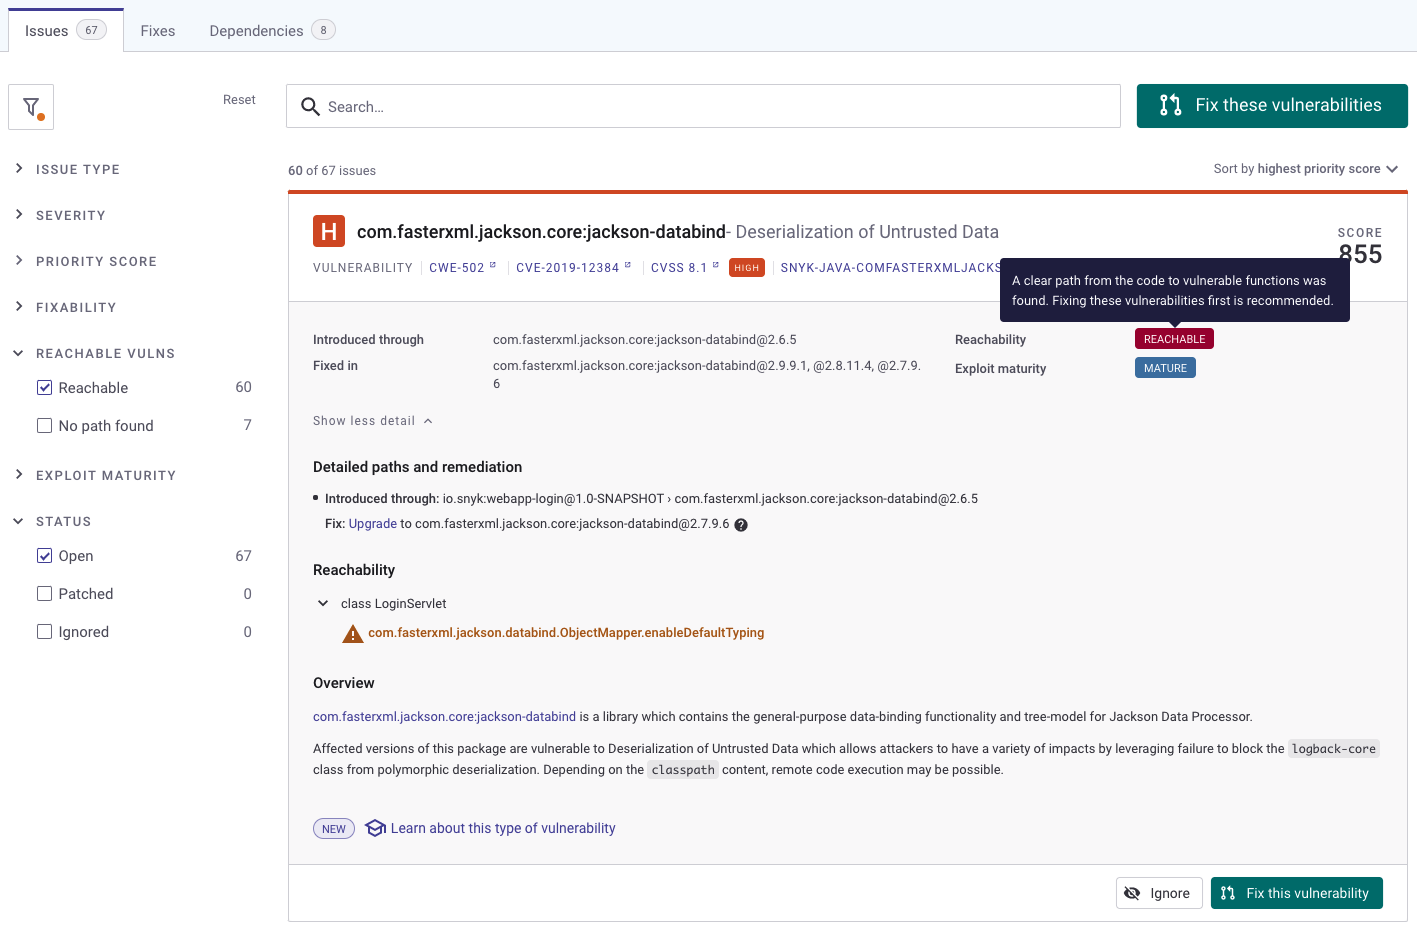 Issues 67 Fixes Dependencies 8
Reset
Search...
Fix these vulnerabilities
ISSUE TYPE
SEVERITY
PRIORITY SCORE
FIXABILITY
REACHABLE VULNS
Reachable 60
No path found 7
EXPLOIT MATURITY
STATUS
Open 67
Patched 0
Ignored 0
60 of 67 issues
Sort by highest priority score
H com.fasterxml.jackson.core:jackson-databind- Deserialization of Untrusted Data
SCORE
855
VULNERABILITY CWE-502 CVE-2019-12384 CVSS 8.1 HIGH SNYK-JAVA-COMFASTERXMLJACKS
A clear path from the code to vulnerable functions was
found. Fixing these vulnerabilities first is recommended.
Introduced through com.fasterxml.jackson.core:jackson-databind@2.6.5
Fixed in com.fasterxml.jackson.core:jackson-databind@2.9.9.1, @2.8.11.4, @2.7.9.
6
Reachability REACHABLE
Exploit maturity MATURE
Show less detail
Detailed paths and remediation
Introduced through: io.snyk:webapp-login@1.0-SNAPSHOT › com.fasterxml.jackson.core:jackson-databind@2.6.5
Fix: Upgrade to com.fasterxml.jackson.core:jackson-databind@2.7.9.6 ?
Reachability
class LoginServlet
com.fasterxml.jackson.databind.ObjectMapper.enableDefaultTyping
Overview
com.fasterxml.jackson.core:jackson-databind is a library which contains the general-purpose data-binding functionality and tree-model for Jackson Data Processor.
Affected versions of this package are vulnerable to Deserialization of Untrusted Data which allows attackers to have a variety of impacts by leveraging failure to block the logback-core
class from polymorphic deserialization. Depending on the classpath content, remote code execution may be possible.
NEW Learn about this type of vulnerability
Ignore Fix this vulnerability